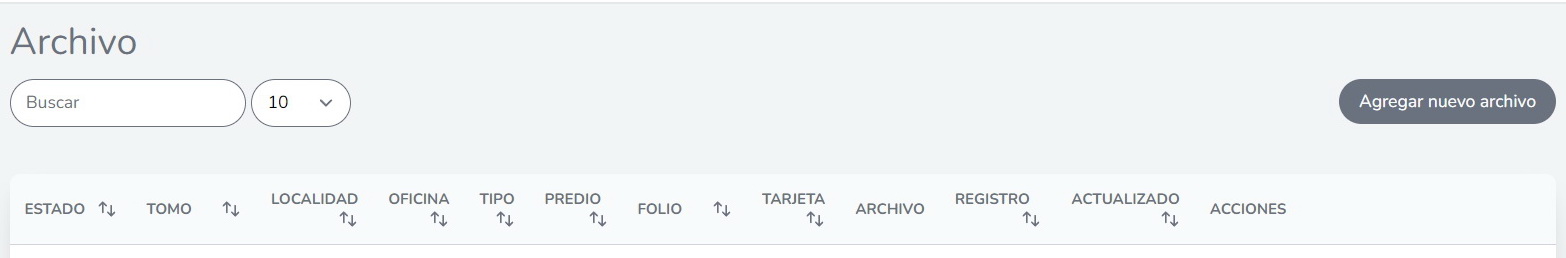 Archivo
Buscar
10
Agregar nuevo archivo
ESTADO TOMO LOCALIDAD OFICINA TIPO PREDIO FOLIO TARJETA ARCHIVO REGISTRO ACTUALIZADO ACCIONES